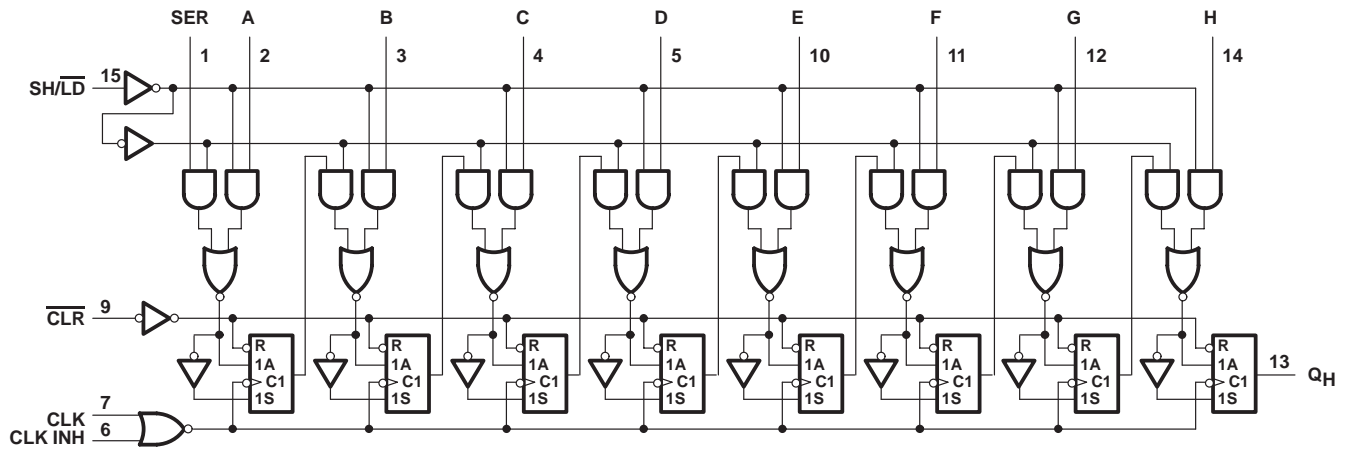 SER A B C D E F G H
1 2 3 4 5 10 11 12 14
SH/LD 15
CLR 9
R R R R R R R R
1A 1A 1A 1A 1A 1A 1A 1A
C1 C1 C1 C1 C1 C1 C1 C1
1S 1S 1S 1S 1S 1S 1S 1S
13 QH
CLK 7
CLK INH 6